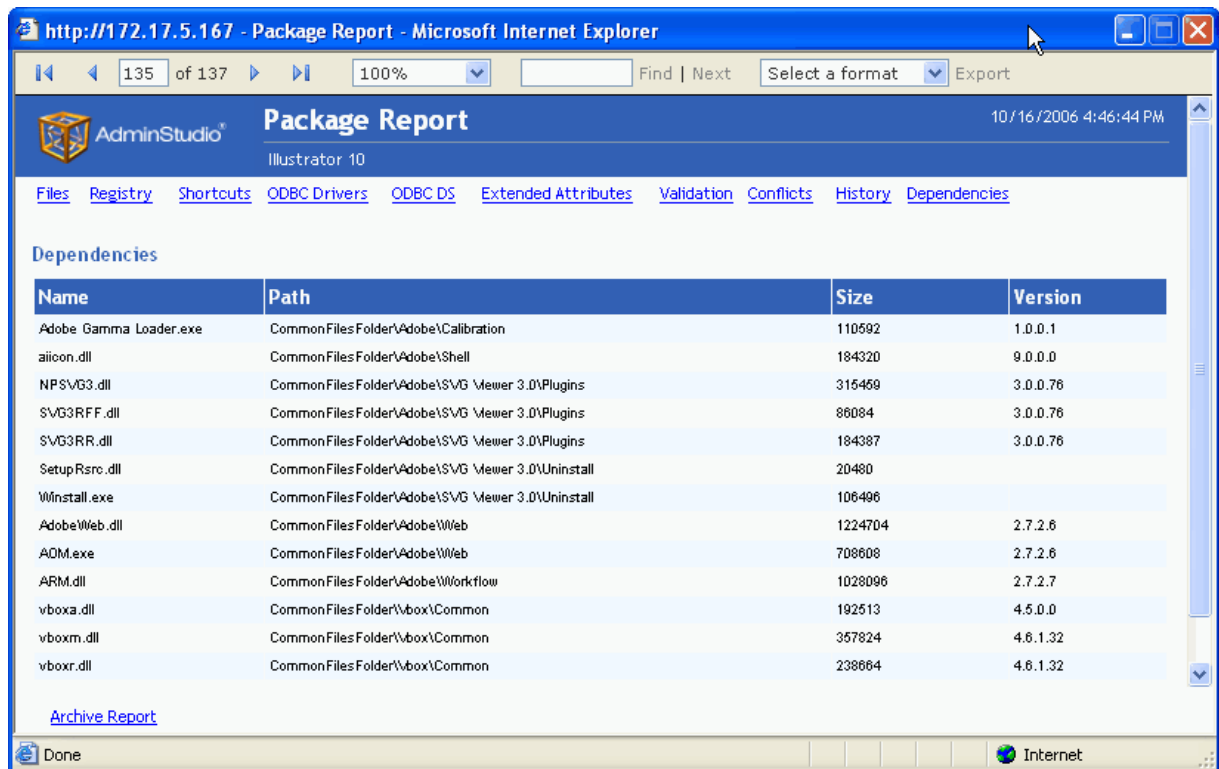 http://172.17.5.167 - Package Report - Microsoft Internet Explorer
135 of 137 100% Find | Next Select a format Export
AdminStudio® Package Report 10/16/2006 4:46:44 PM
Illustrator 10
Files Registry Shortcuts ODBC Drivers ODBC DS Extended Attributes Validation Conflicts History Dependencies
Dependencies
Name Path Size Version
Adobe Gamma Loader.exe CommonFilesFolder\Adobe\Calibration 110592 1.0.0.1
aiicon.dll CommonFilesFolder\Adobe\Shell 184320 9.0.0.0
NPSVG3.dll CommonFilesFolder\Adobe\SVG Viewer 3.0\Plugins 315459 3.0.0.76
SVG3RFF.dll CommonFilesFolder\Adobe\SVG Viewer 3.0\Plugins 86084 3.0.0.76
SVG3RR.dll CommonFilesFolder\Adobe\SVG Viewer 3.0\Plugins 184387 3.0.0.76
SetupRsrc.dll CommonFilesFolder\Adobe\SVG Viewer 3.0\Uninstall 20480
Winstall.exe CommonFilesFolder\Adobe\SVG Viewer 3.0\Uninstall 106496
AdobeWeb.dll CommonFilesFolder\Adobe\Web 1224704 2.7.2.6
AOM.exe CommonFilesFolder\Adobe\Web 708608 2.7.2.6
ARM.dll CommonFilesFolder\Adobe\Workflow 1028096 2.7.2.7
vboxa.dll CommonFilesFolder\Vbox\Common 192513 4.5.0.0
vboxm.dll CommonFilesFolder\Vbox\Common 357824 4.6.1.32
vboxr.dll CommonFilesFolder\Vbox\Common 238664 4.6.1.32
Archive Report
Done Internet